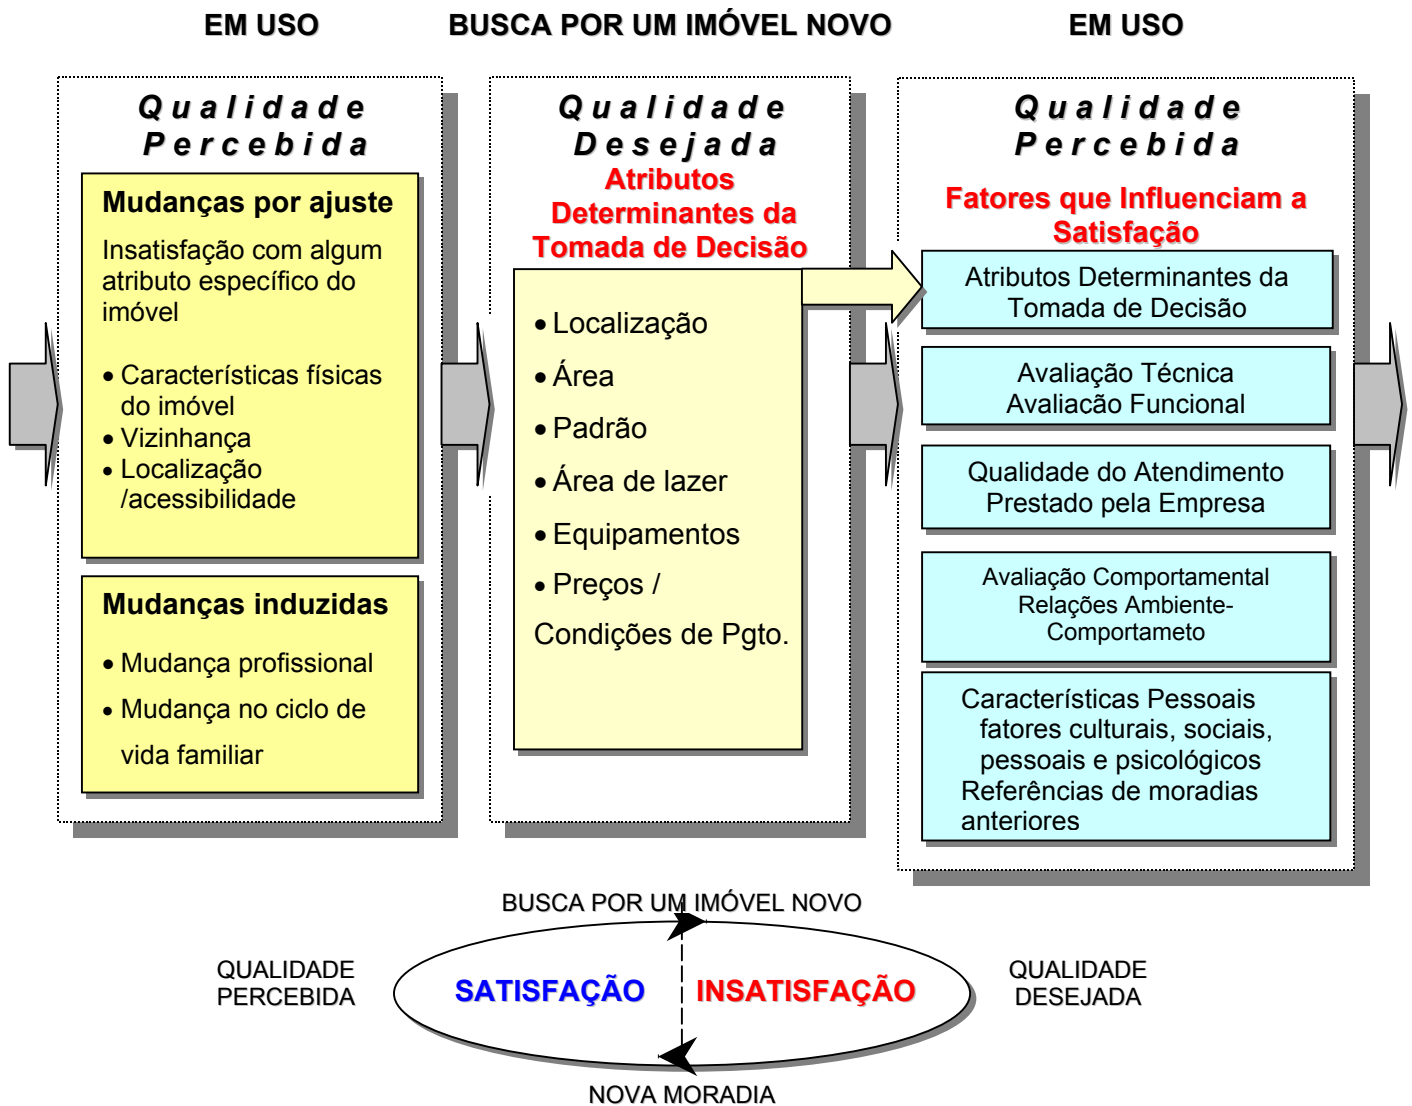 EM USO
BUSCA POR UM IMÓVEL NOVO
EM USO
Qualidade
Percebida
Mudanças por ajuste
Insatisfação com algum
atributo específico do
imóvel
• Características físicas
do imóvel
• Vizinhança
• Localização
/acessibilidade
Mudanças induzidas
• Mudança profissional
• Mudança no ciclo de
vida familiar
Qualidade
Desejada
Atributos
Determinantes da
Tomada de Decisão
• Localização
• Área
• Padrão
• Área de lazer
• Equipamentos
• Preços /
Condições de Pgto.
Qualidade
Percebida
Fatores que Influenciam a
Satisfação
Atributos Determinantes da
Tomada de Decisão
Avaliação Técnica
Avaliacão Funcional
Qualidade do Atendimento
Prestado pela Empresa
Avaliação Comportamental
Relações Ambiente-
Comportameto
Características Pessoais
fatores culturais, sociais,
pessoais e psicológicos
Referências de moradias
anteriores
BUSCA POR UM IMÓVEL NOVO
QUALIDADE
PERCEBIDA
SATISFAÇÃO
INSATISFAÇÃO
QUALIDADE
DESEJADA
NOVA MORADIA